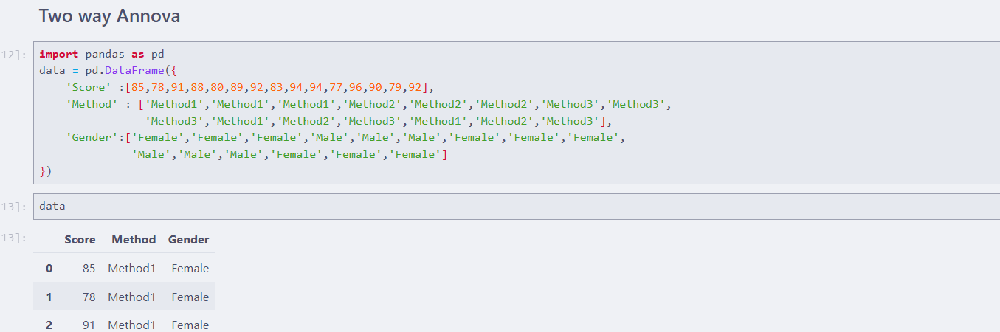 Two way Annova
12]:
import pandas as pd
data = pd.DataFrame({
'Score' :[85,78,91,88,80,89,92,83,94,94,77,96,90,79,92],
'Method' : ['Method1','Method1','Method1','Method2','Method2','Method2','Method3','Method3',
'Method3','Method1','Method2','Method3','Method1','Method2','Method3'],
'Gender':['Female','Female','Female','Male','Male','Male','Female','Female','Female',
'Male','Male','Male','Female','Female','Female']
})
13]:
data
13]:
Score Method Gender
0 85 Method1 Female
1 78 Method1 Female
2 91 Method1 Female